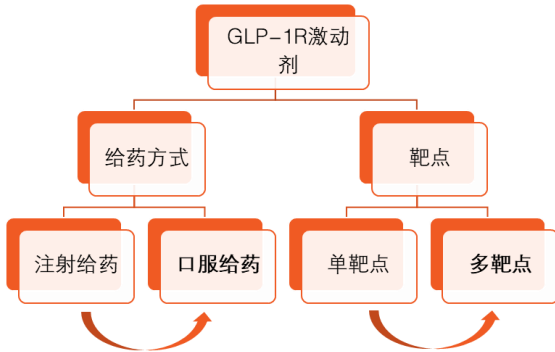 GLP-1R激动
剂
给药方式
靶点
注射给药
口服给药
单靶点
多靶点